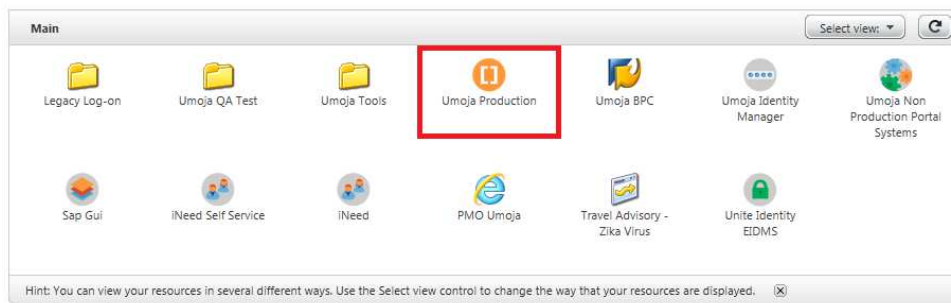 Main
Select view:
Legacy Log-on
Umoja QA Test
Umoja Tools
Umoja Production
Umoja BPC
Umoja Identity
Manager
Umoja Non
Production Portal
Systems
Sap Gui
iNeed Self Service
iNeed
PMO Umoja
Travel Advisory -
Zika Virus
Unite Identity
EIDMS
Hint: You can view your resources in several different ways. Use the Select view control to change the way that your resources are displayed.